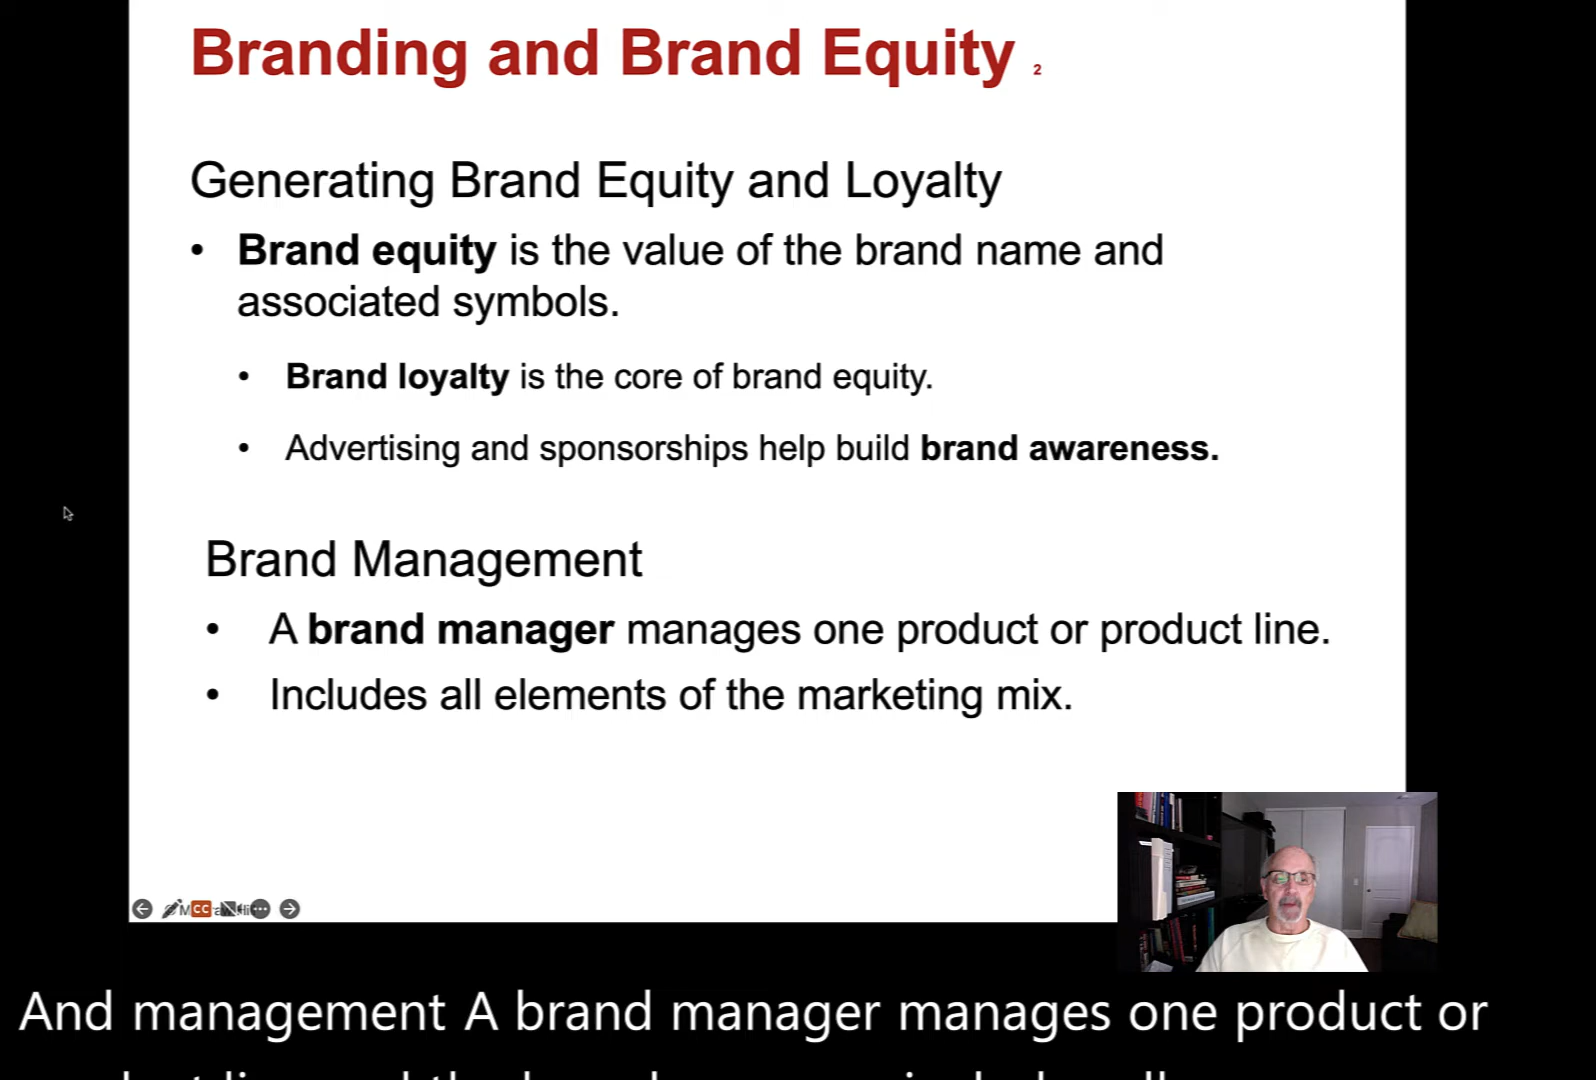 Branding and Brand Equity 2
Generating Brand Equity and Loyalty
• Brand equity is the value of the brand name and
associated symbols.
• Brand loyalty is the core of brand equity.
• Advertising and sponsorships help build brand awareness.
Brand Management
• A brand manager manages one product or product line.
• Includes all elements of the marketing mix.
CC
And management A brand manager manages one product or